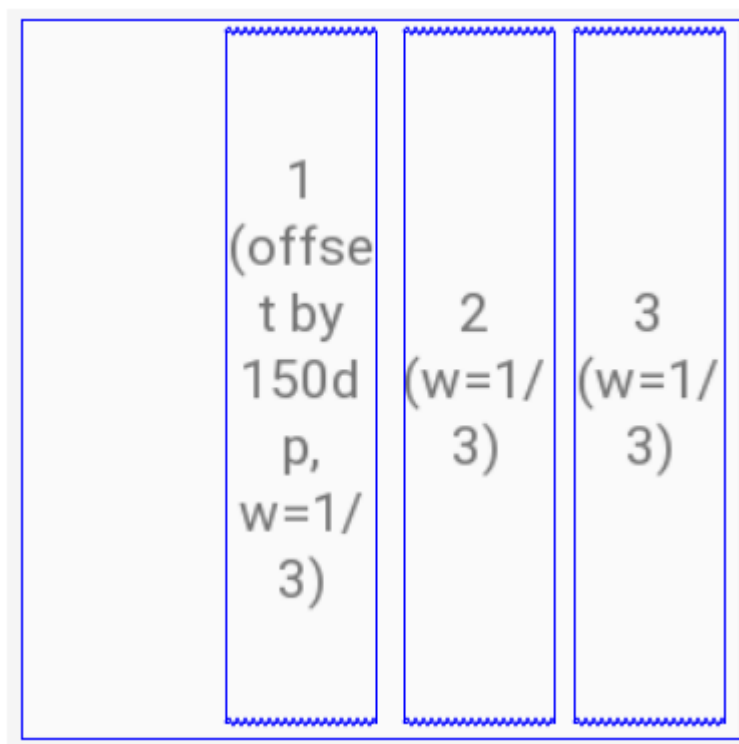 1
(offse
t by
150d
p,
w=1/
3)
2
(w=1/
3)
3
(w=1/
3)